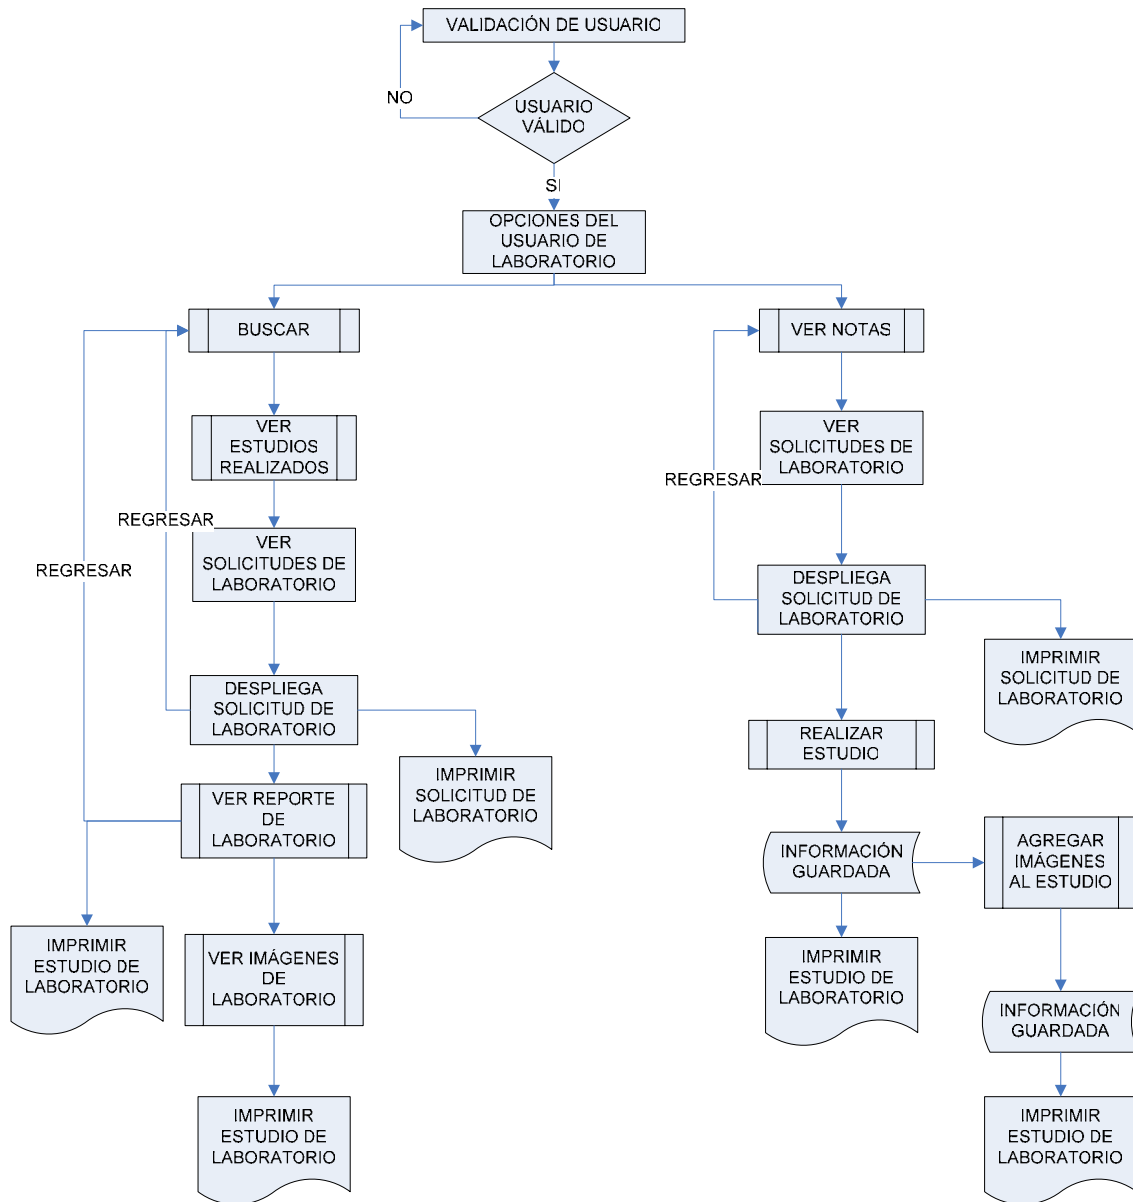 VALIDACIÓN DE USUARIO
NO
USUARIO
VÁLIDO
SI
OPCIONES DEL
USUARIO DE
LABORATORIO
BUSCAR
VER
ESTUDIOS
REALIZADOS
REGRESAR
REGRESAR
VER
SOLICITUDES DE
LABORATORIO
DESPLIEGA
SOLICITUD DE
LABORATORIO
IMPRIMIR
SOLICITUD DE
LABORATORIO
VER REPORTE
DE
LABORATORIO
IMPRIMIR
ESTUDIO DE
LABORATORIO
VER IMÁGENES
DE
LABORATORIO
IMPRIMIR
ESTUDIO DE
LABORATORIO
VER NOTAS
VER
SOLICITUDES DE
LABORATORIO
REGRESAR
DESPLIEGA
SOLICITUD DE
LABORATORIO
IMPRIMIR
SOLICITUD DE
LABORATORIO
REALIZAR
ESTUDIO
INFORMACIÓN
GUARDADA
AGREGAR
IMÁGENES
AL ESTUDIO
IMPRIMIR
ESTUDIO DE
LABORATORIO
INFORMACIÓN
GUARDADA
IMPRIMIR
ESTUDIO DE
LABORATORIO